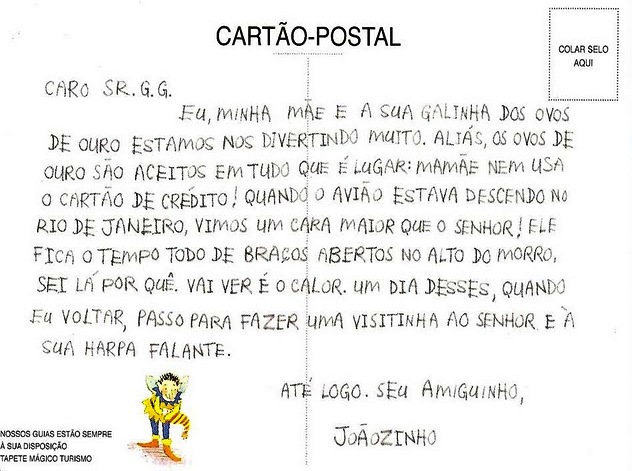 CARTÃO-POSTAL
COLAR SELO
AQUI
CARO SR. G.G.
EU, MINHA MÃE E A SUA GALINHA DOS OVOS
DE OURO ESTAMOS NOS DIVERTINDO MUITO. ALIÁS, OS OVOS DE
OURO SÃO ACEITOS EM TUDO QUE É LUGAR: MAMÃE NEM USA
O CARTÃO DE CRÉDITO! QUANDO O AVIÃO ESTAVA DESCENDO NO
RIO DE JANEIRO, VIMOS UM CARA MAIOR QUE O SENHOR! ELE
FICA O TEMPO TODO DE BRAÇOS ABERTOS NO ALTO DO MORRO,
SEI LÁ POR QUÊ. VAI VER É O CALOR. UM DIA DESSES, QUANDO
EU VOLTAR, PASSO PARA FAZER UMA VISITINHA AO SENHOR E À
SUA HARPA FALANTE.
ATÉ LOGO. SEU AMIGUINHO,
JOÃOZINHO
NOSSOS GUIAS ESTÃO SEMPRE
À SUA DISPOSIÇÃO
TAPETE MÁGICO TURISMO